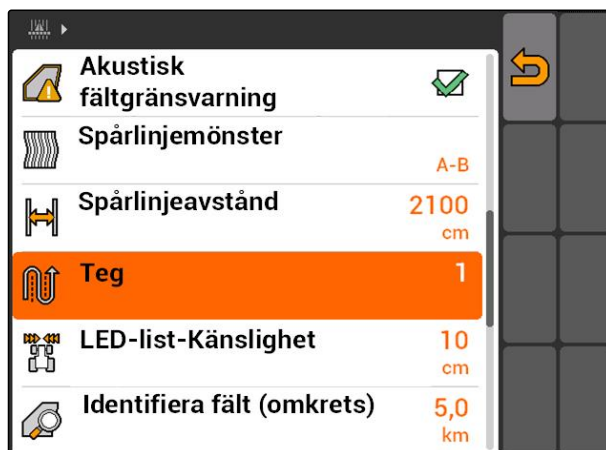 Akustisk
fältgränsvarning
Spårlinjemönster
A-B
Spårlinjeavstånd
2100
cm
Teg
1
LED-list-Känslighet
10
cm
Identifiera fält (omkrets)
5,0
km